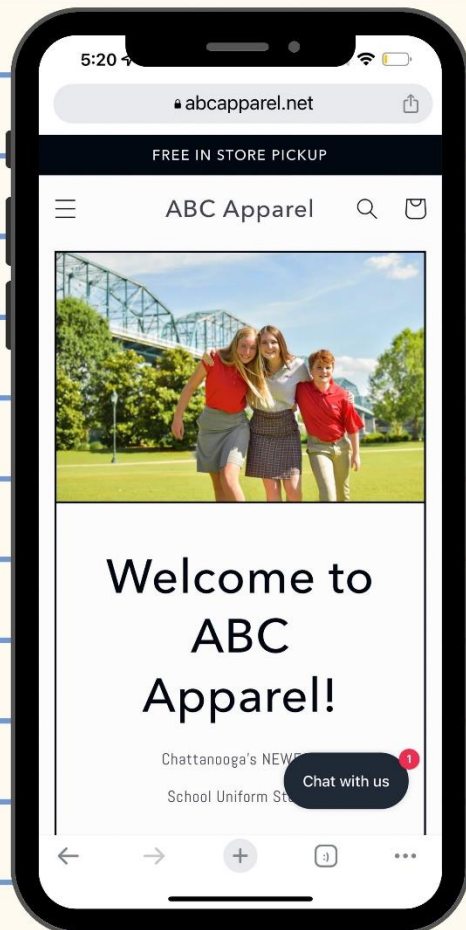 5:20
abcapparel.net
FREE IN STORE PICKUP
ABC Apparel
Welcome to
ABC
Apparel!
Chattanooga's
School Uniform
1
Chat with us
:)